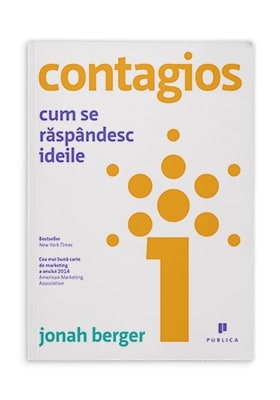 contagios
cum se
răspândesc
ideile
1
Bestseller
New York Times
Cea mai bună carte
de marketing
a anului 2014
American Marketing
Association
jonah berger
PUBLICA